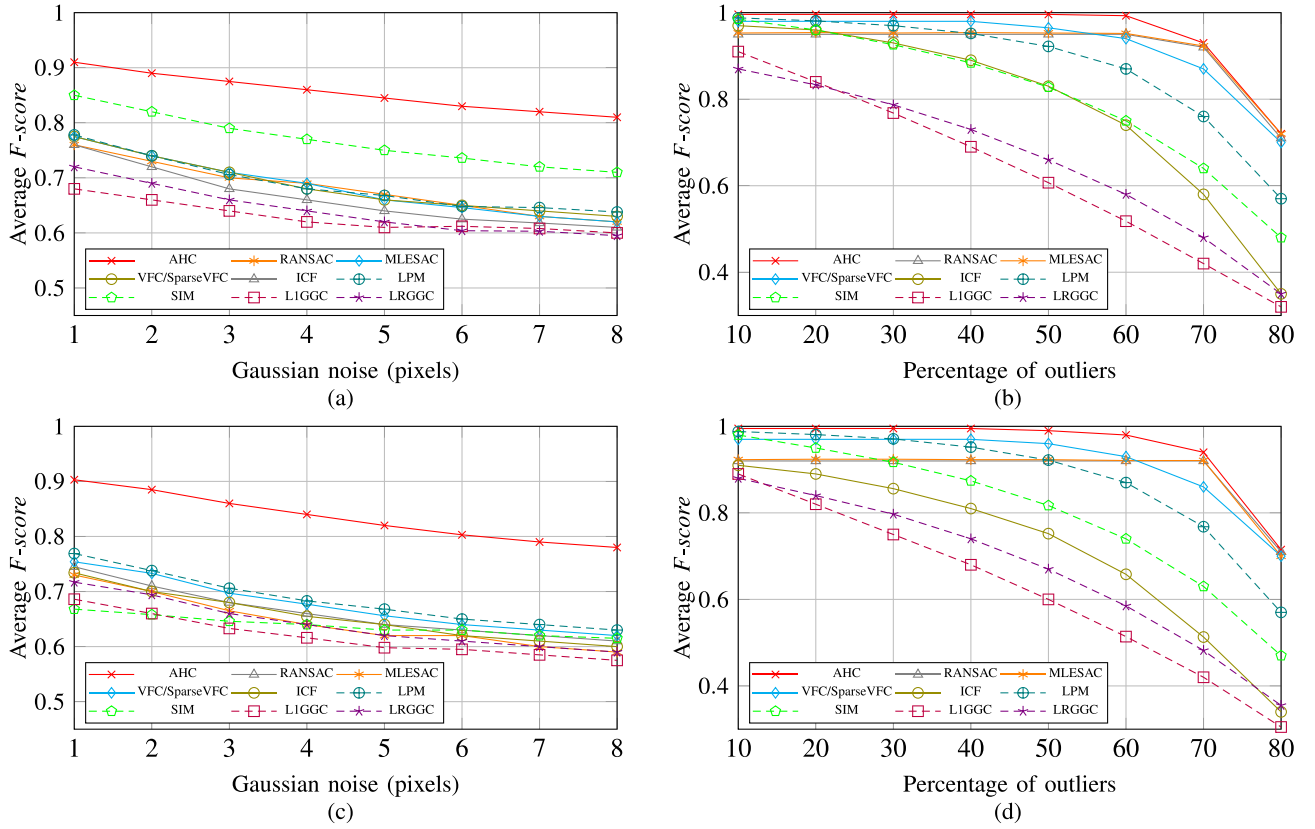 1
0.9
0.8
0.7
0.6
0.5
Average F-score
AHC RANSAC MLESAC
VFC/SparseVFC ICF LPM
SIM L1GGC LRGGC
1 2 3 4 5 6 7 8
Gaussian noise (pixels)
(a)
1
0.8
0.6
0.4
Average F-score
AHC RANSAC MLESAC
VFC/SparseVFC ICF LPM
SIM L1GGC LRGGC
10 20 30 40 50 60 70 80
Percentage of outliers
(b)
1
0.9
0.8
0.7
0.6
0.5
Average F-score
AHC RANSAC MLESAC
VFC/SparseVFC ICF LPM
SIM L1GGC LRGGC
1 2 3 4 5 6 7 8
Gaussian noise (pixels)
(c)
1
0.8
0.6
0.4
Average F-score
AHC RANSAC MLESAC
VFC/SparseVFC ICF LPM
SIM L1GGC LRGGC
10 20 30 40 50 60 70 80
Percentage of outliers
(d)